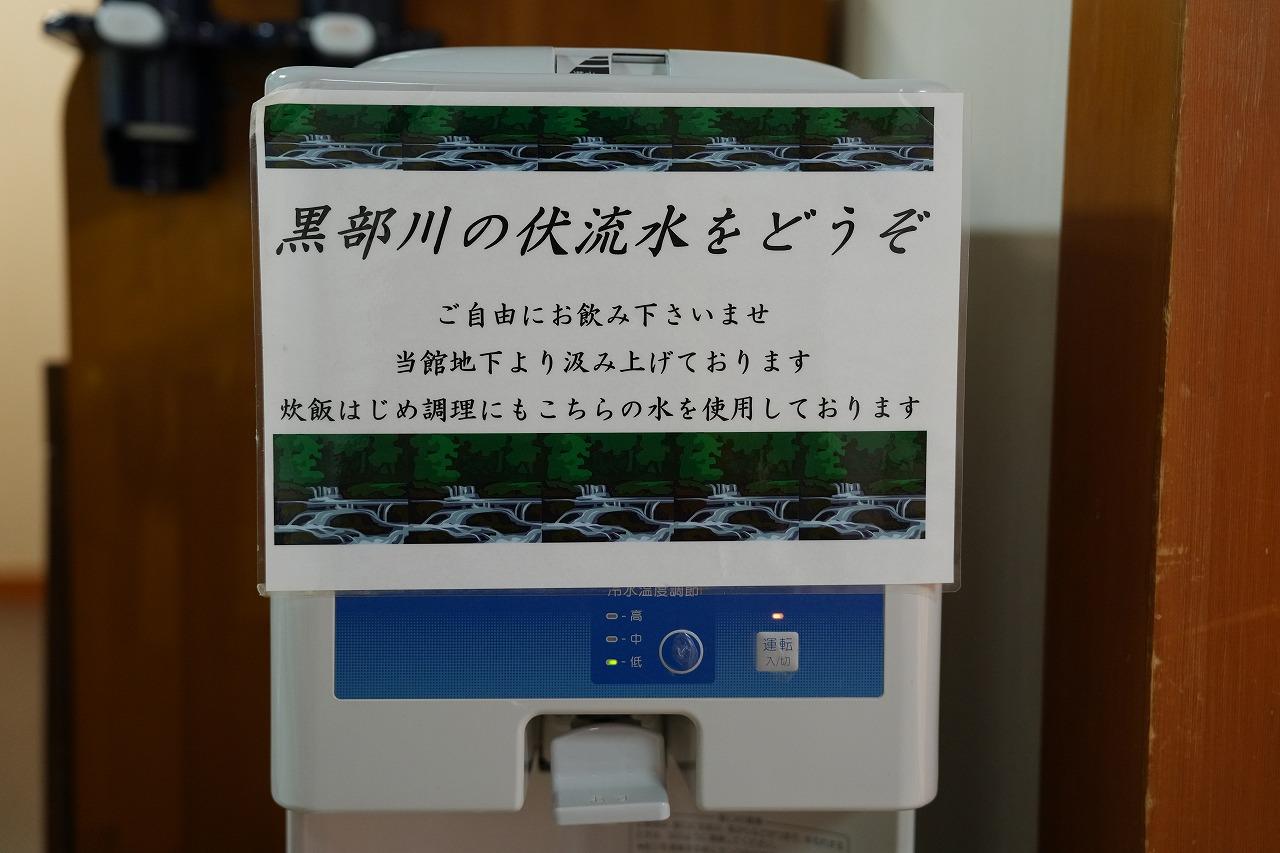 黒部川の伏流水をどうぞ
ご自由にお飲み下さいませ
当館地下より汲み上げております
炊飯はじめ調理にもこちらの水を使用しております
冷水温度調節
高
中
低
運転
入/切